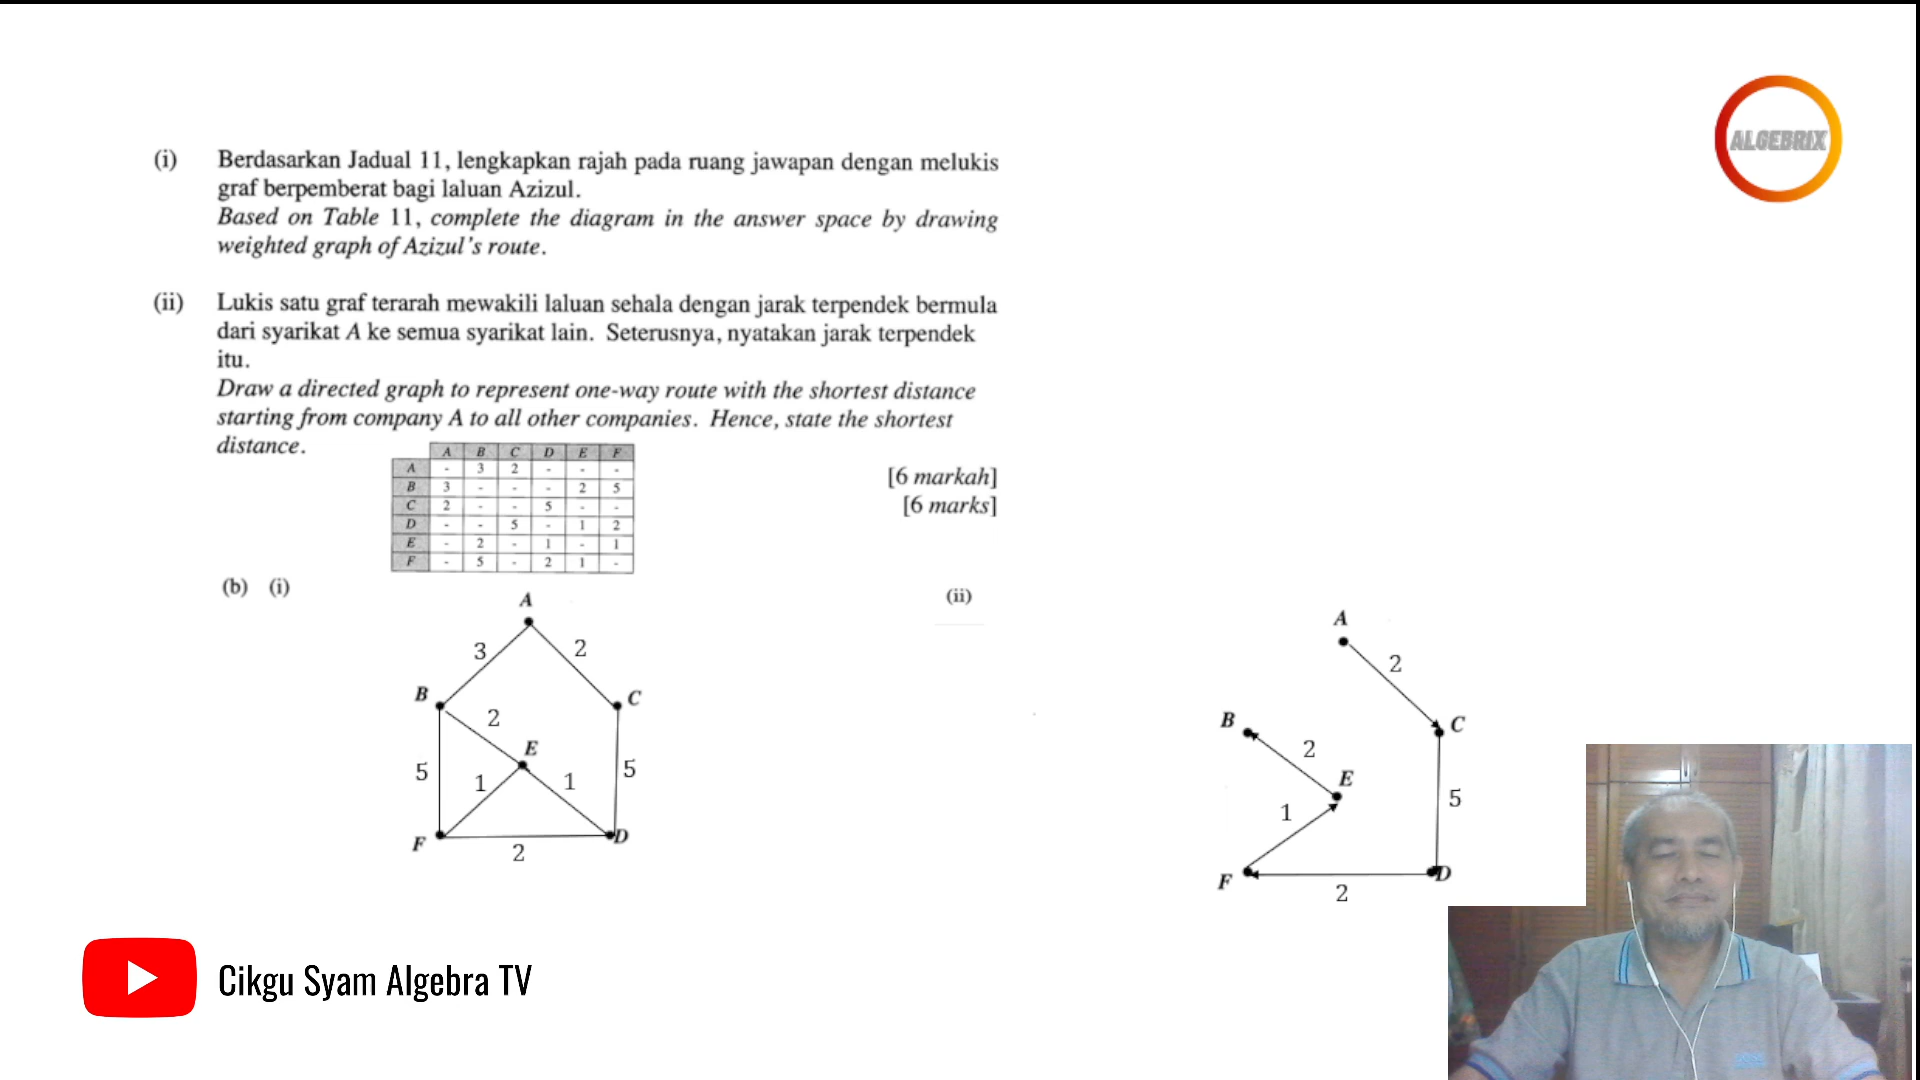 ALGEBRIX
(i) Berdasarkan Jadual 11, lengkapkan rajah pada ruang jawapan dengan melukis
graf berpemberat bagi laluan Azizul.
Based on Table 11, complete the diagram in the answer space by drawing
weighted graph of Azizul's route.
(ii) Lukis satu graf terarah mewakili laluan sehala dengan jarak terpendek bermula
dari syarikat A ke semua syarikat lain. Seterusnya, nyatakan jarak terpendek
itu.
Draw a directed graph to represent one-way route with the shortest distance
starting from company A to all other companies. Hence, state the shortest
distance.
A B C D E F
A - 3 2 - - -
B 3 - - - 2 5
C 2 - - 5 - -
D - - 5 - 1 2
E - 2 - 1 - 1
F - 5 - 2 1 -
[6 markah]
[6 marks]
(b) (i)
A
3 2
B C
2
E
5 1 1 5
F D
2
(ii)
A
2
B C
2
E
1 5
F D
2
Cikgu Syam Algebra TV